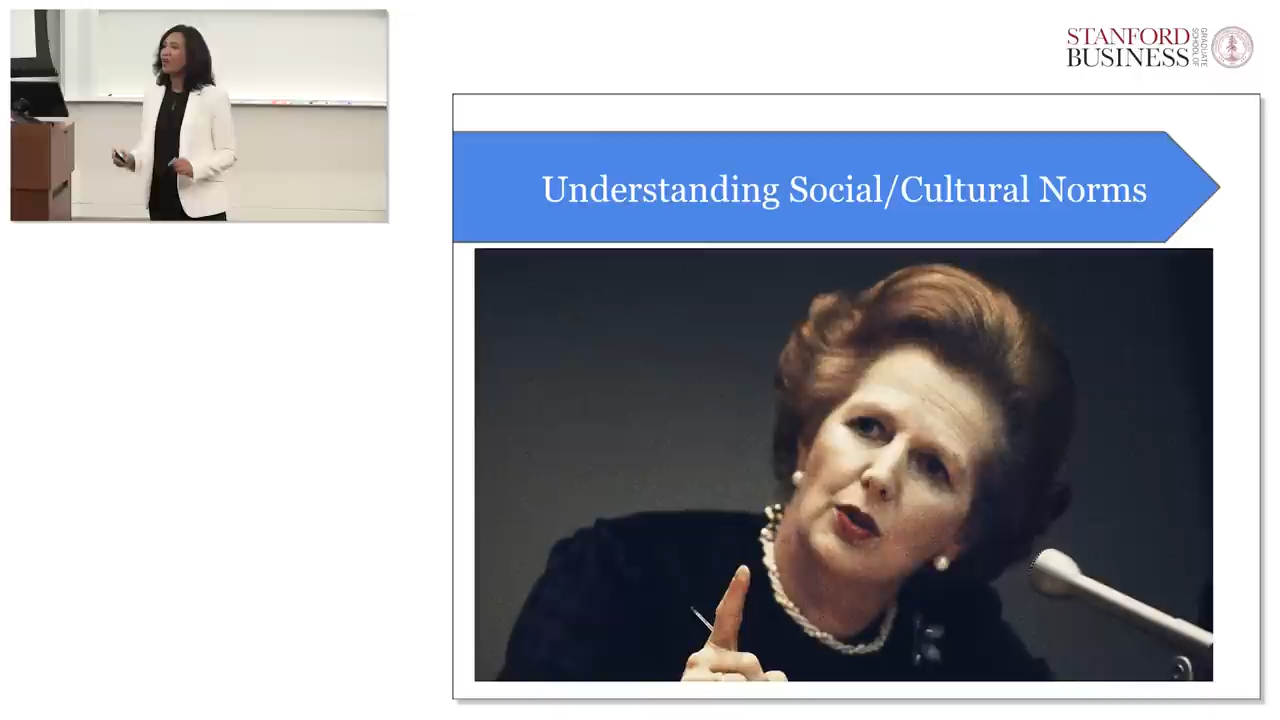 STANFORD
BUSINESS
GRADUATE
SCHOOL OF
Understanding Social/Cultural Norms